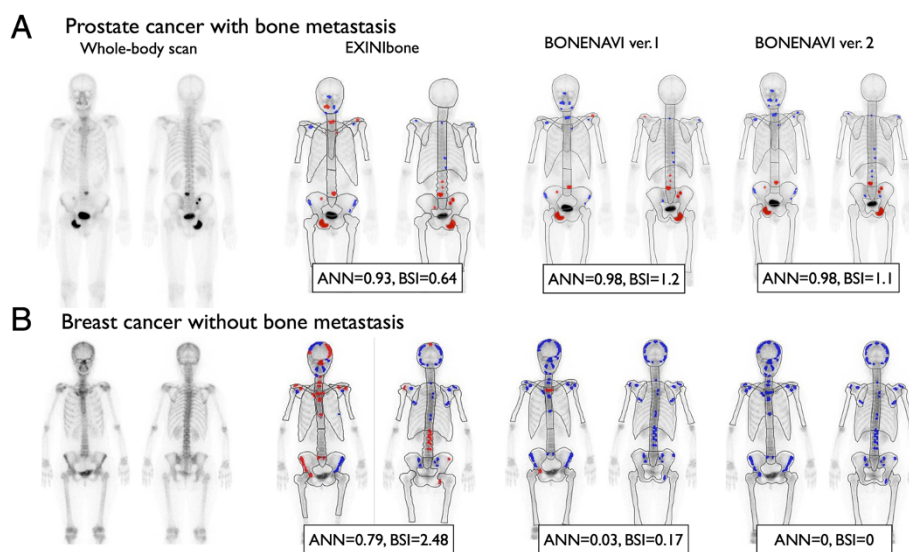 A Prostate cancer with bone metastasis
Whole-body scan EXINIbone BONENAVI ver.1 BONENAVI ver. 2
ANN=0.93, BSI=0.64 ANN=0.98, BSI=1.2 ANN=0.98, BSI=1.1
B Breast cancer without bone metastasis
ANN=0.79, BSI=2.48 ANN=0.03, BSI=0.17 ANN=0, BSI=0